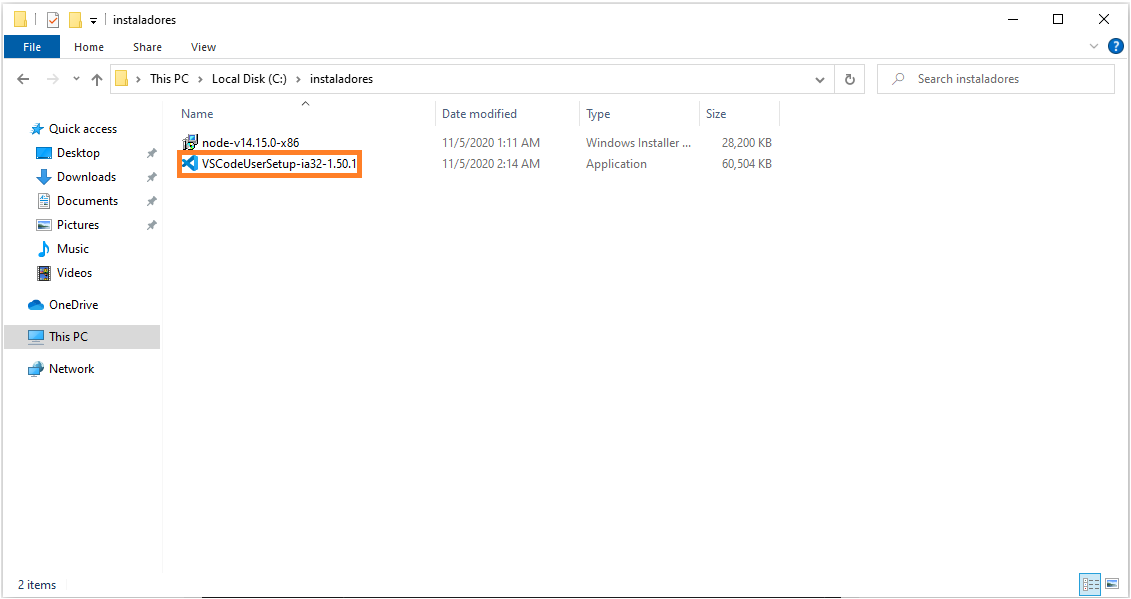 instaladores
File Home Share View
This PC Local Disk (C:) instaladores
Search instaladores
Name Date modified Type Size
Quick access
Desktop
Downloads
Documents
Pictures
Music
Videos
OneDrive
This PC
Network
node-v14.15.0-x86 11/5/2020 1:11 AM Windows Installer ... 28,200 KB
VSCodeUserSetup-ia32-1.50.1 11/5/2020 2:14 AM Application 60,504 KB
2 items